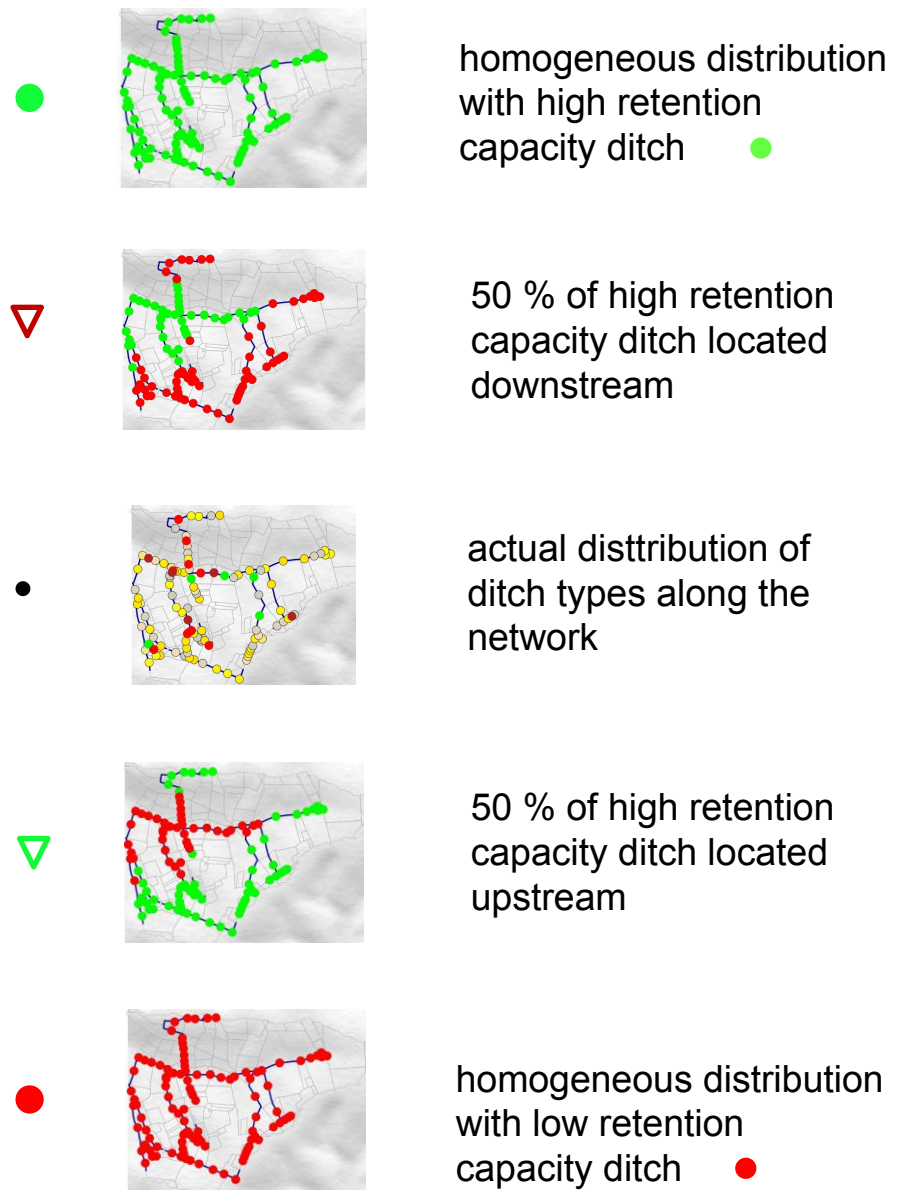 homogeneous distribution
with high retention
capacity ditch
50 % of high retention
capacity ditch located
downstream
actual disttribution of
ditch types along the
network
50 % of high retention
capacity ditch located
upstream
homogeneous distribution
with low retention
capacity ditch